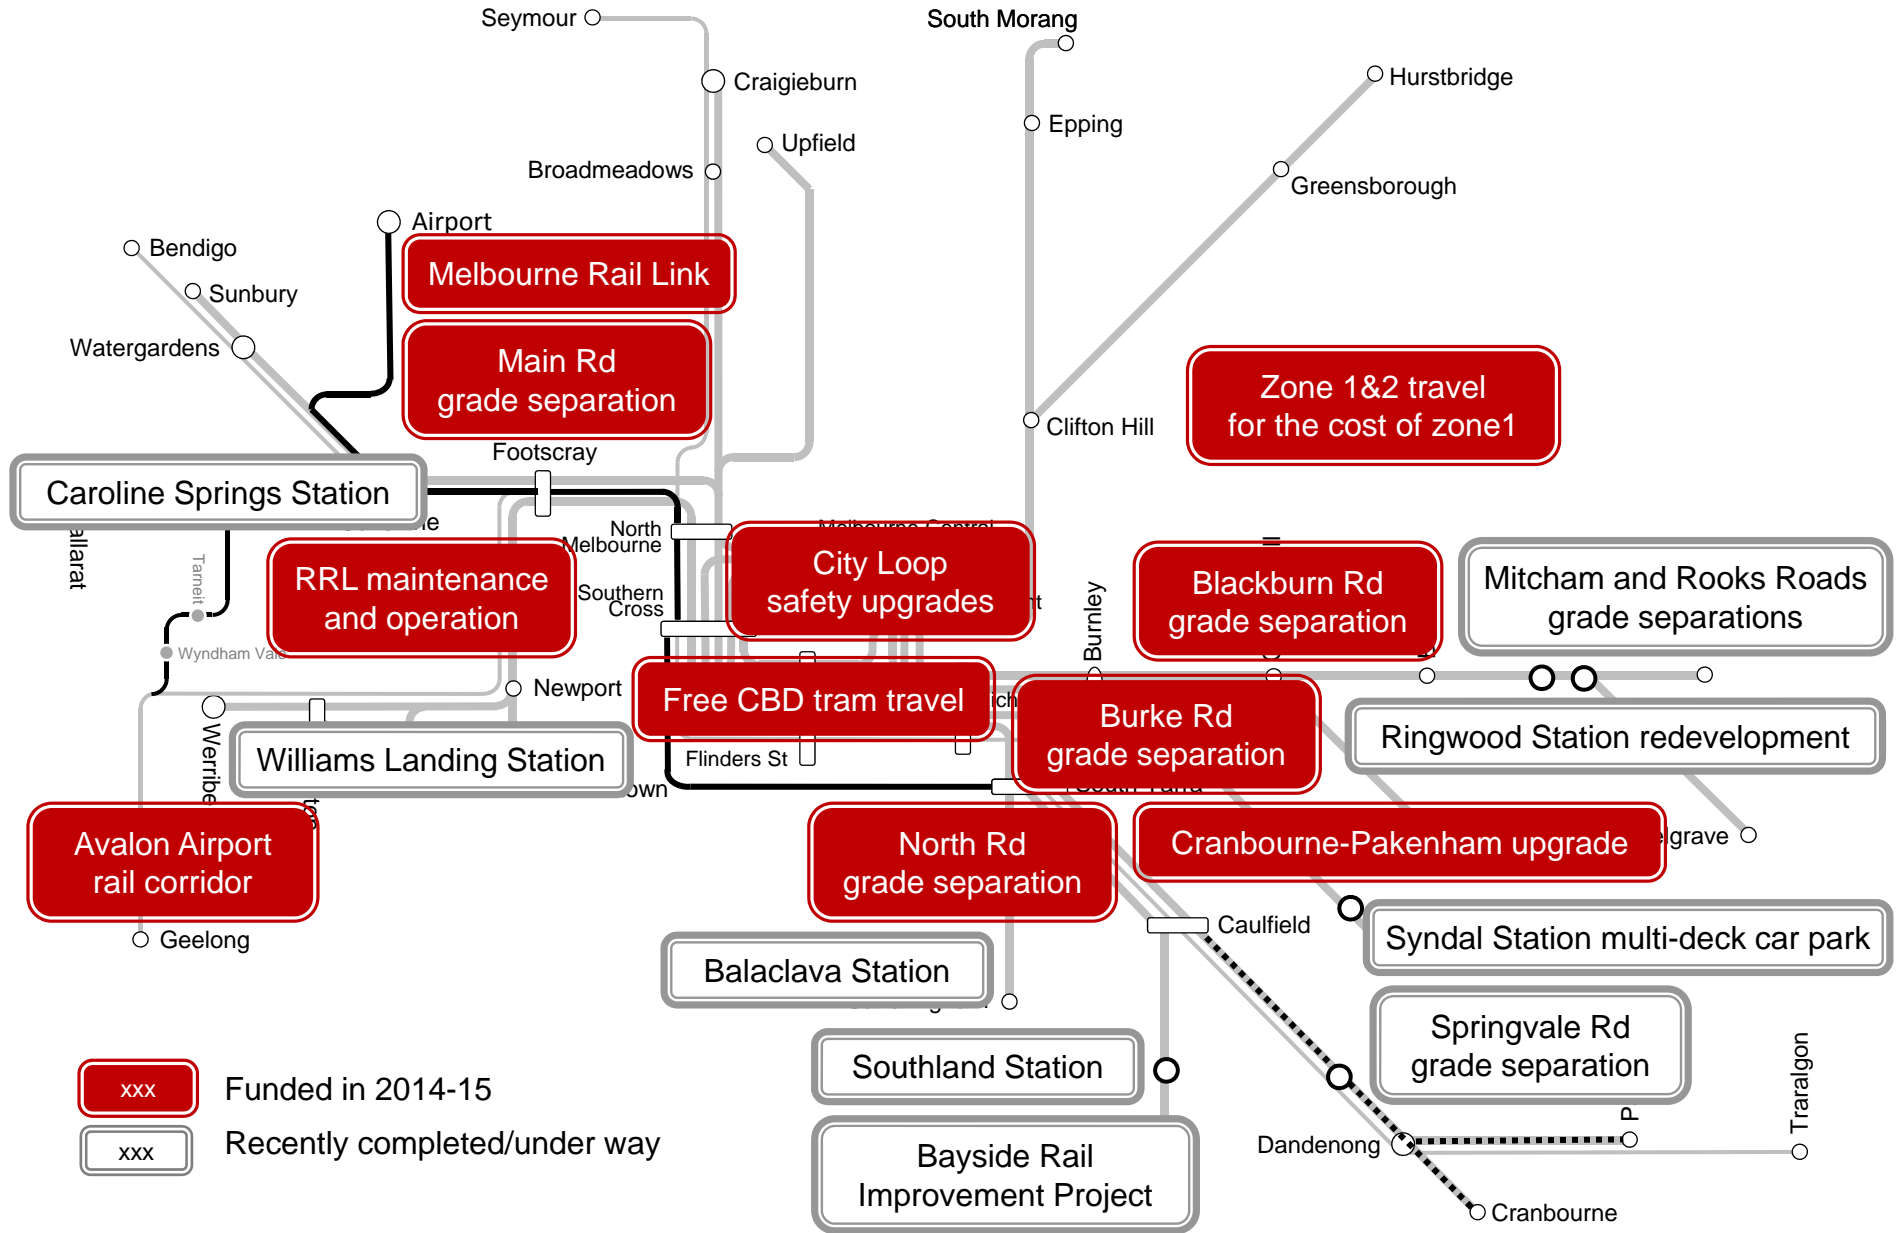 Seymour
South Morang
Craigieburn
Hurstbridge
Epping
Upfield
Broadmeadows
Greensborough
Airport
Bendigo
Melbourne Rail Link
Sunbury
Watergardens
Main Rd
grade separation
Zone 1&2 travel
for the cost of zone1
Clifton Hill
Footscray
Caroline Springs Station
North
Melbourne
City Loop
safety upgrades
Tarneit
RRL maintenance
and operation
Southern
Cross
Burnley
Blackburn Rd
grade separation
Mitcham and Rooks Roads
grade separations
Wyndham Vale
Newport
Free CBD tram travel
Burke Rd
grade separation
Ringwood Station redevelopment
Williams Landing Station
Flinders St
Avalon Airport
rail corridor
North Rd
grade separation
Cranbourne-Pakenham upgrade
Geelong
Caulfield
Syndal Station multi-deck car park
Balaclava Station
Springvale Rd
grade separation
Southland Station
Traralgon
xxx
Funded in 2014-15
xxx
Recently completed/under way
Dandenong
Bayside Rail
Improvement Project
Cranbourne